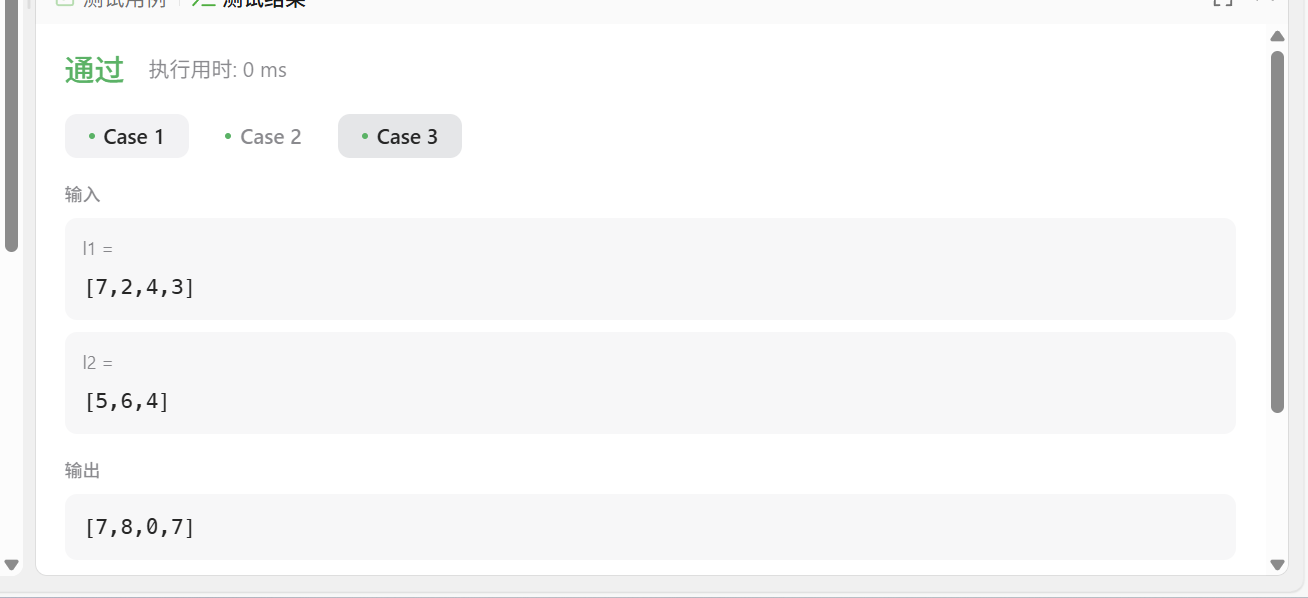 测试用例 测试结果
通过 执行用时: 0 ms
Case 1 Case 2 Case 3
输入
l1 =
[7,2,4,3]
l2 =
[5,6,4]
输出
[7,8,0,7]